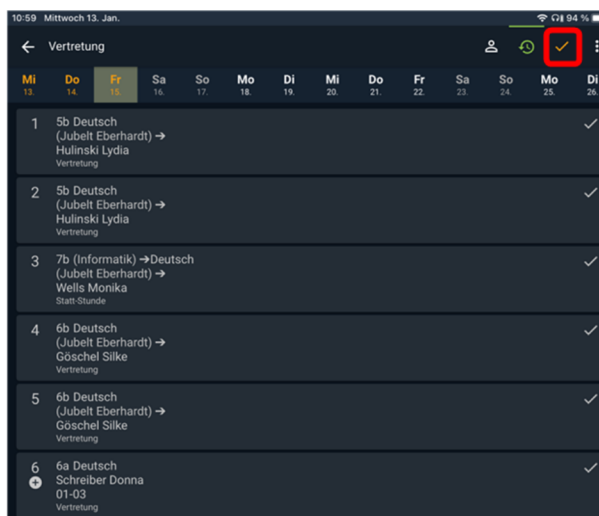 10:59 Mittwoch 13. Jan. 94 %
Vertretung
Mi Do Fr Sa So Mo Di Mi Do Fr Sa So Mo Di
13. 14. 15. 16. 17. 18. 19. 20. 21. 22. 23. 24. 25. 26.
1 5b Deutsch
(Jubelt Eberhardt) →
Hulinski Lydia
Vertretung
2 5b Deutsch
(Jubelt Eberhardt) →
Hulinski Lydia
Vertretung
3 7b (Informatik) →Deutsch
(Jubelt Eberhardt) →
Wells Monika
Statt-Stunde
4 6b Deutsch
(Jubelt Eberhardt) →
Göschel Silke
Vertretung
5 6b Deutsch
(Jubelt Eberhardt) →
Göschel Silke
Vertretung
6 6a Deutsch
Schreiber Donna
01-03
Vertretung